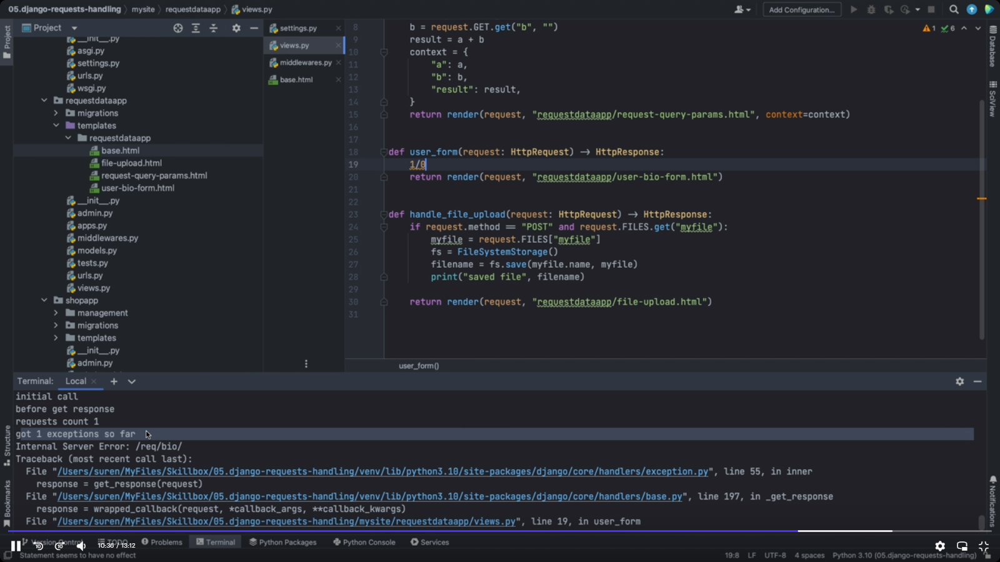 05.django-requests-handling
mysite
requestdataapp
views.py
Add Configuration...
Project
Project
__init__.py
asgi.py
settings.py
urls.py
wsgi.py
requestdataapp
migrations
templates
requestdataapp
base.html
file-upload.html
request-query-params.html
user-bio-form.html
__init__.py
admin.py
apps.py
middlewares.py
models.py
tests.py
urls.py
views.py
shopapp
management
migrations
templates
__init__.py
admin.py
settings.py
views.py
middlewares.py
base.html
1 6
8 b = request.GET.get("b", "")
9 result = a + b
10 context = {
11 "a": a,
12 "b": b,
13 "result": result,
14 }
15 return render(request, "requestdataapp/request-query-params.html", context=context)
16
17
18 def user_form(request: HttpRequest) → HttpResponse:
19 1/0
20 return render(request, "requestdataapp/user-bio-form.html")
21
22
23 def handle_file_upload(request: HttpRequest) → HttpResponse:
24 if request.method == "POST" and request.FILES.get("myfile"):
25 myfile = request.FILES["myfile"]
26 fs = FileSystemStorage()
27 filename = fs.save(myfile.name, myfile)
28 print("saved file", filename)
29
30 return render(request, "requestdataapp/file-upload.html")
31
user_form()
Database
SciView
Notifications
Structure
Bookmarks
Terminal: Local
initial call
before get response
requests count 1
got 1 exceptions so far
Internal Server Error: /req/bio/
Traceback (most recent call last):
File "/Users/suren/MyFiles/Skillbox/05.django-requests-handling/venv/lib/python3.10/site-packages/django/core/handlers/exception.py", line 55, in inner
response = get_response(request)
File "/Users/suren/MyFiles/Skillbox/05.django-requests-handling/venv/lib/python3.10/site-packages/django/core/handlers/base.py", line 197, in _get_response
response = wrapped_callback(request, *callback_args, **callback_kwargs)
File "/Users/suren/MyFiles/Skillbox/05.django-requests-handling/mysite/requestdataapp/views.py", line 19, in user_form
Version Control
TODO
Problems
Terminal
Python Packages
Python Console
Services
10 10 10:36 / 13:12
Statement seems to have no effect
19:8 LF UTF-8 4 spaces Python 3.10 (05.django-requests-handling)